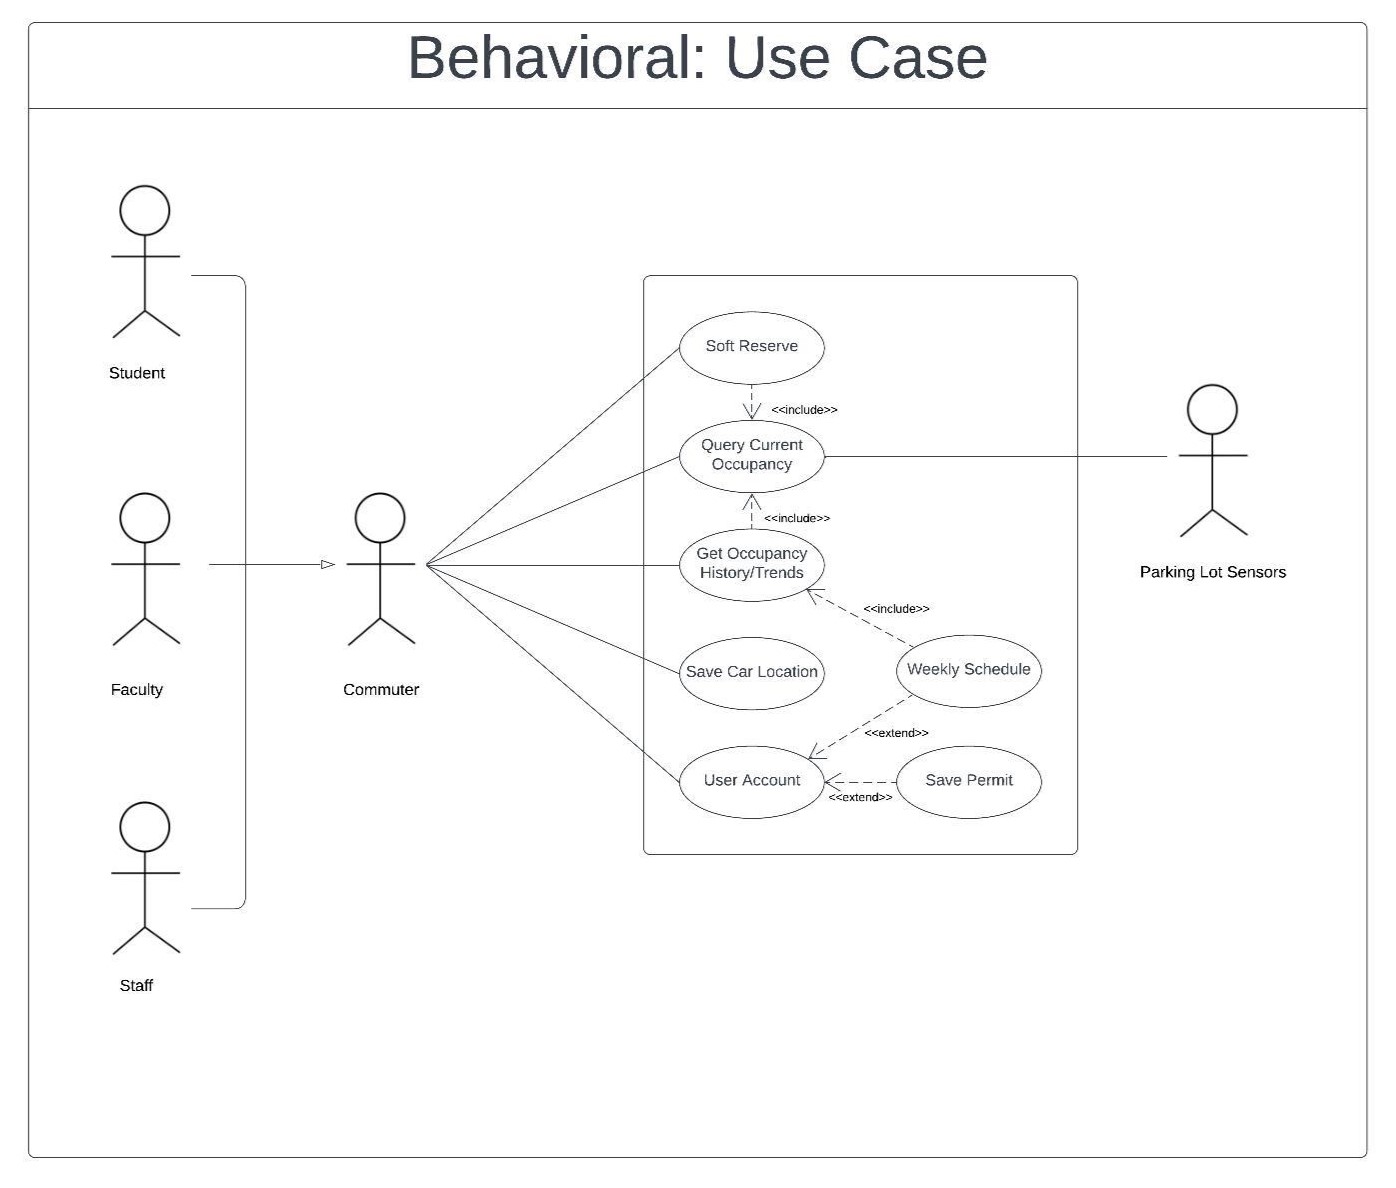 Behavioral: Use Case
Student
Faculty
Staff
Commuter
Soft Reserve
<<include>>
Query Current
Occupancy
<<include>>
Get Occupancy
History/Trends
<<include>>
Save Car Location
Weekly Schedule
<<extend>>
User Account
Save Permit
<<extend>>
Parking Lot Sensors